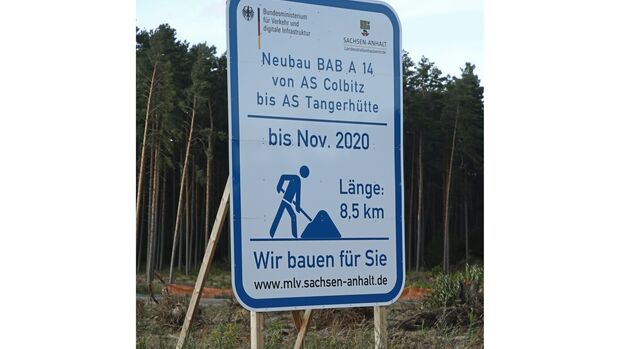 Bundesministerium
für Verkehr und
digitale Infrastruktur
SACHSEN-ANHALT
Landesstraßenbaubehörde
Neubau BAB A 14
von AS Colbitz
bis AS Tangerhütte
bis Nov. 2020
Länge:
8,5 km
Wir bauen für Sie
www.mlv.sachsen-anhalt.de